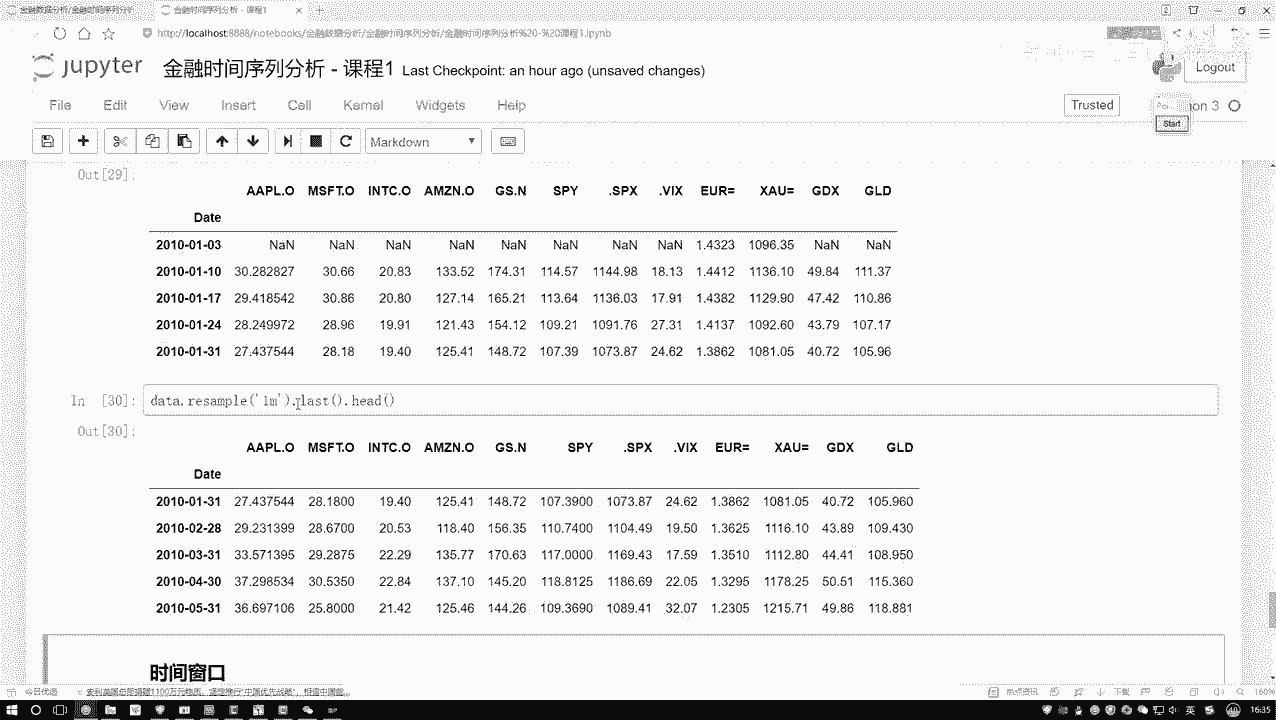 金融数据分析/金融时间序列分析 金融时间序列分析 - 课程1
http://localhost:8888/notebooks/金融数据分析/金融时间序列分析/金融时间序列分析%20-%20课程1.ipynb
jupyter 金融时间序列分析 - 课程1 Last Checkpoint: an hour ago (unsaved changes) Logout
File Edit View Insert Cell Kernel Widgets Help Trusted
Markdown Start
Out[29]:
AAPL.O MSFT.O INTC.O AMZN.O GS.N SPY .SPX .VIX EUR= XAU= GDX GLD
Date
2010-01-03 NaN NaN NaN NaN NaN NaN NaN NaN 1.4323 1096.35 NaN NaN
2010-01-10 30.282827 30.66 20.83 133.52 174.31 114.57 1144.98 18.13 1.4412 1136.10 49.84 111.37
2010-01-17 29.418542 30.86 20.80 127.14 165.21 113.64 1136.03 17.91 1.4382 1129.90 47.42 110.86
2010-01-24 28.249972 28.96 19.91 121.43 154.12 109.21 1091.76 27.31 1.4137 1092.60 43.79 107.17
2010-01-31 27.437544 28.18 19.40 125.41 148.72 107.39 1073.87 24.62 1.3862 1081.05 40.72 105.96
In [30]: data.resample('1m').last().head()
Out[30]:
AAPL.O MSFT.O INTC.O AMZN.O GS.N SPY .SPX .VIX EUR= XAU= GDX GLD
Date
2010-01-31 27.437544 28.1800 19.40 125.41 148.72 107.3900 1073.87 24.62 1.3862 1081.05 40.72 105.960
2010-02-28 29.231399 28.6700 20.53 118.40 156.35 110.7400 1104.49 19.50 1.3625 1116.10 43.89 109.430
2010-03-31 33.571395 29.2875 22.29 135.77 170.63 117.0000 1169.43 17.59 1.3510 1112.80 44.41 108.950
2010-04-30 37.298534 30.5350 22.84 137.10 145.20 118.8125 1186.69 22.05 1.3295 1178.25 50.51 115.360
2010-05-31 36.697106 25.8000 21.42 125.46 144.26 109.3690 1089.41 32.07 1.2305 1215.71 49.86 118.881
时间窗口
今日优选 热点资讯 下载 160%
英 16:35